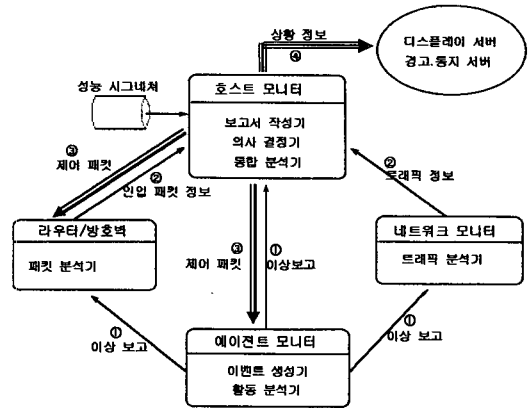 상황 정보
④
디스플레이 서버
경고.통지 서버
성능 시그네쳐
호스트 모니터
보고서 작성기
의사 결정기
통합 분석기
③
제어 패킷
②
인입 패킷 정보
②
트래픽 정보
라우터/방호벽
패킷 분석기
③
제어 패킷
①
이상보고
네트워크 모니터
트래픽 분석기
①
이상 보고
에이젼트 모니터
이벤트 생성기
활동 분석기
①
이상 보고